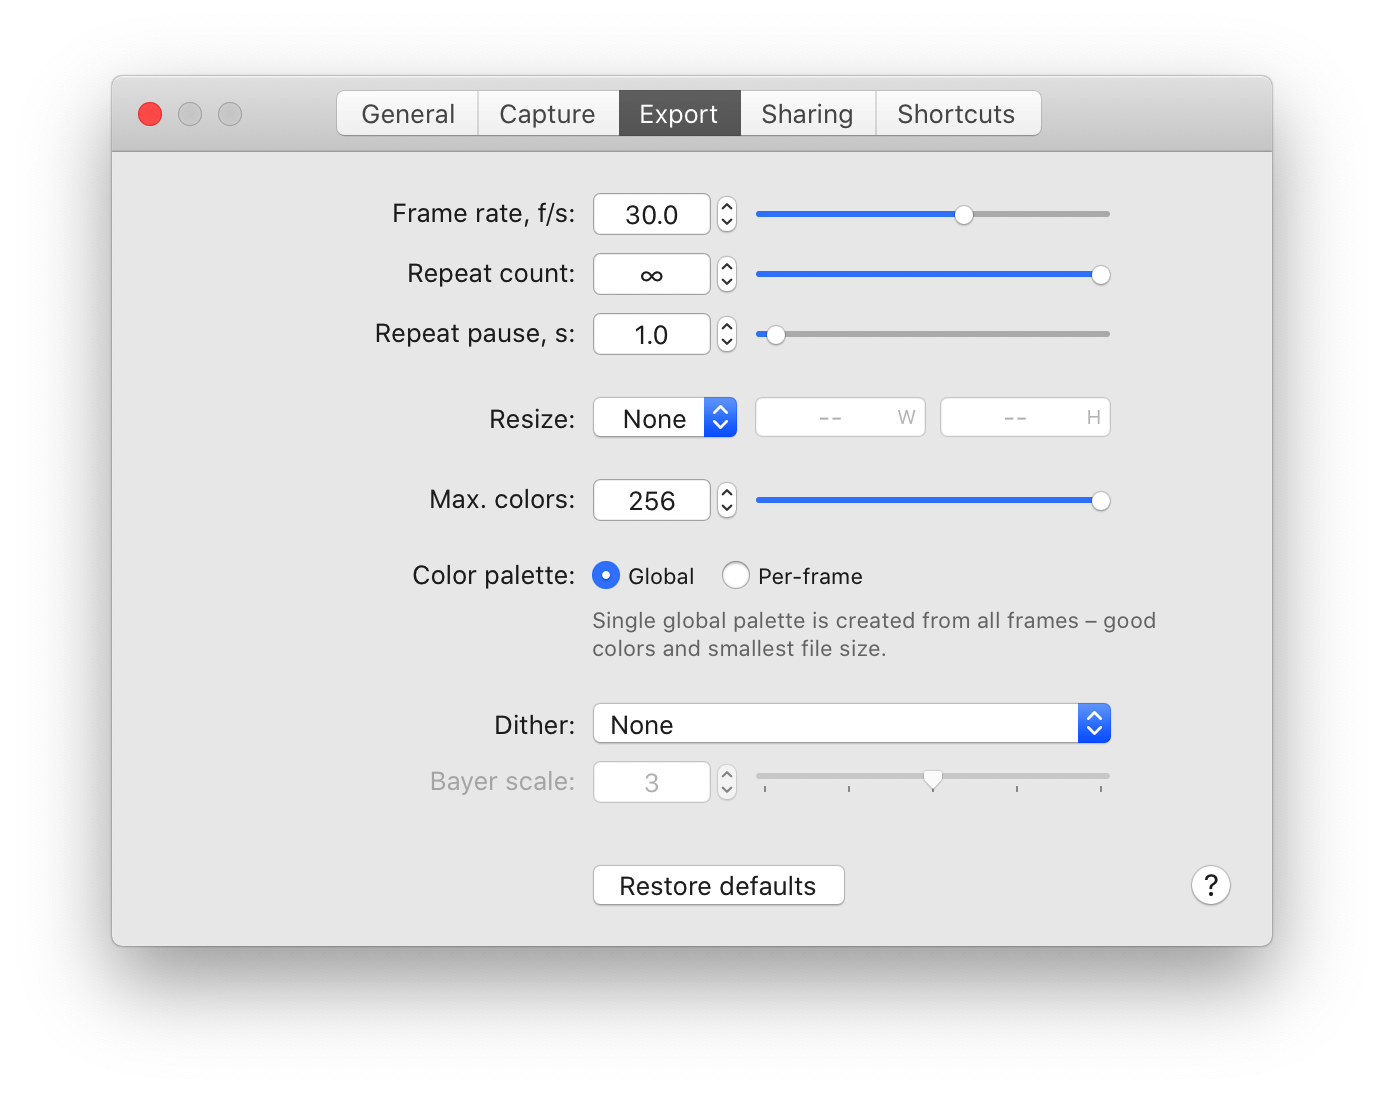 General Capture Export Sharing Shortcuts
Frame rate, f/s: 30.0
Repeat count: ∞
Repeat pause, s: 1.0
Resize: None -- W -- H
Max. colors: 256
Color palette: Global Per-frame
Single global palette is created from all frames – good
colors and smallest file size.
Dither: None
Bayer scale: 3
Restore defaults ?